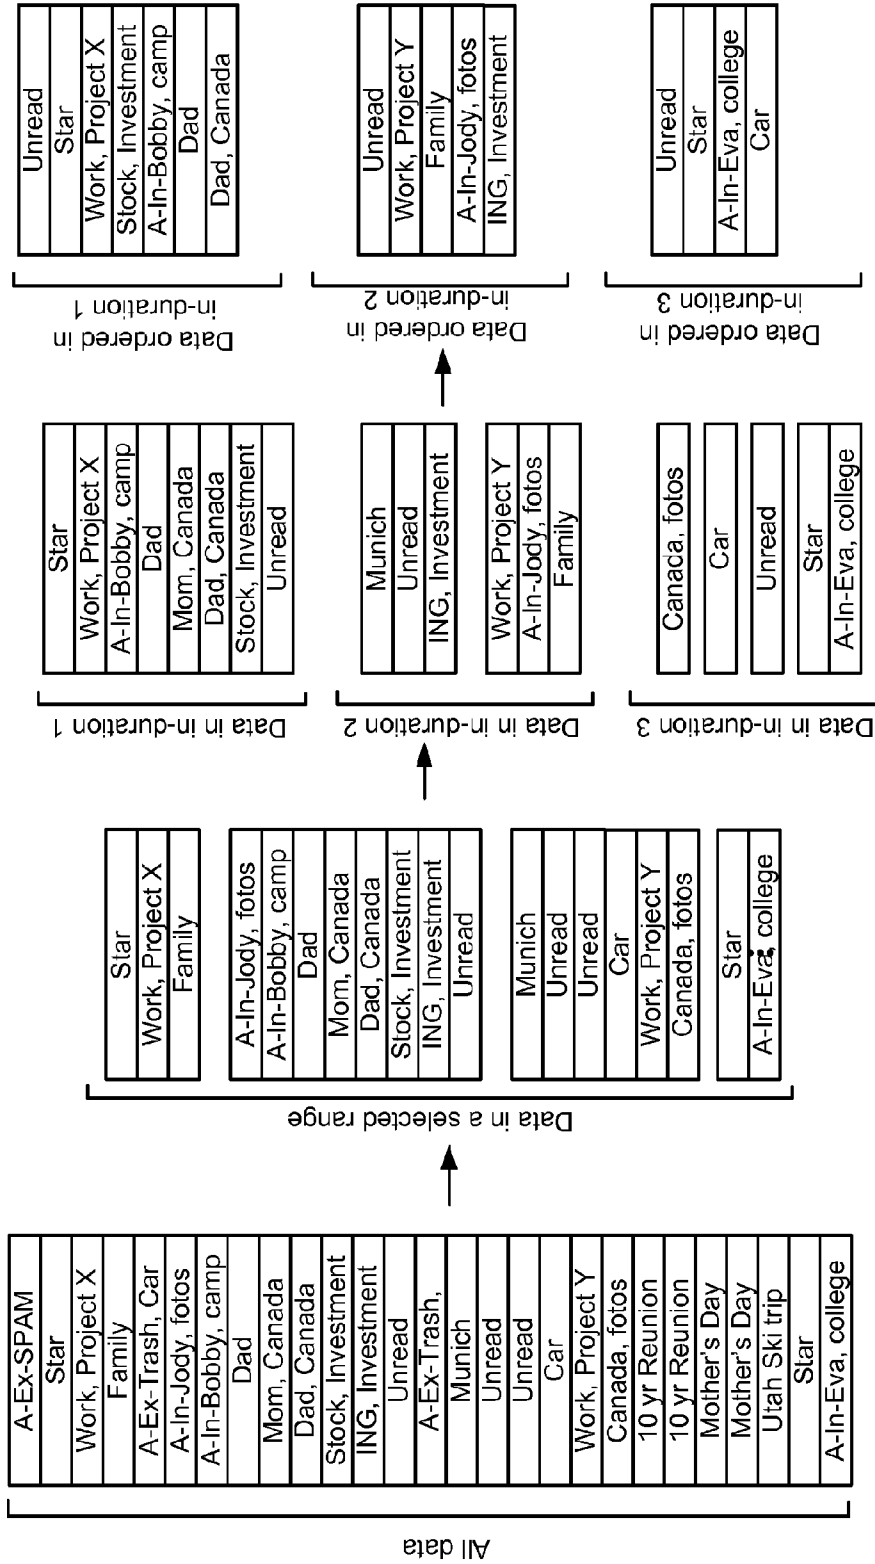 All data
A-Ex-SPAM
Star
Work, Project X
Family
A-Ex-Trash, Car
A-In-Jody, fotos
A-In-Bobby, camp
Dad
Mom, Canada
Dad, Canada
Stock, Investment
ING, Investment
Unread
A-Ex-Trash,
Munich
Unread
Unread
Car
Work, Project Y
Canada, fotos
10 yr Reunion
10 yr Reunion
Mother's Day
Mother's Day
Utah Ski trip
Star
A-In-Eva, college
Data in a selected range
Star
Work, Project X
Family
A-In-Jody, fotos
A-In-Bobby, camp
Dad
Mom, Canada
Dad, Canada
Stock, Investment
ING, Investment
Unread
Munich
Unread
Unread
Car
Work, Project Y
Canada, fotos
Star
A-In-Eva, college
Data in in-duration 1
Star
Work, Project X
A-In-Bobby, camp
Dad
Mom, Canada
Dad, Canada
Stock, Investment
Unread
Data in in-duration 2
Munich
Unread
ING, Investment
Work, Project Y
A-In-Jody, fotos
Family
Data in in-duration 3
Canada, fotos
Car
Unread
Star
A-In-Eva, college
Data ordered in
in-duration 1
Unread
Star
Work, Project X
Stock, Investment
A-In-Bobby, camp
Dad
Dad, Canada
Data ordered in
in-duration 2
Unread
Work, Project Y
Family
A-In-Jody, fotos
ING, Investment
Data ordered in
in-duration 3
Unread
Star
A-In-Eva, college
Car